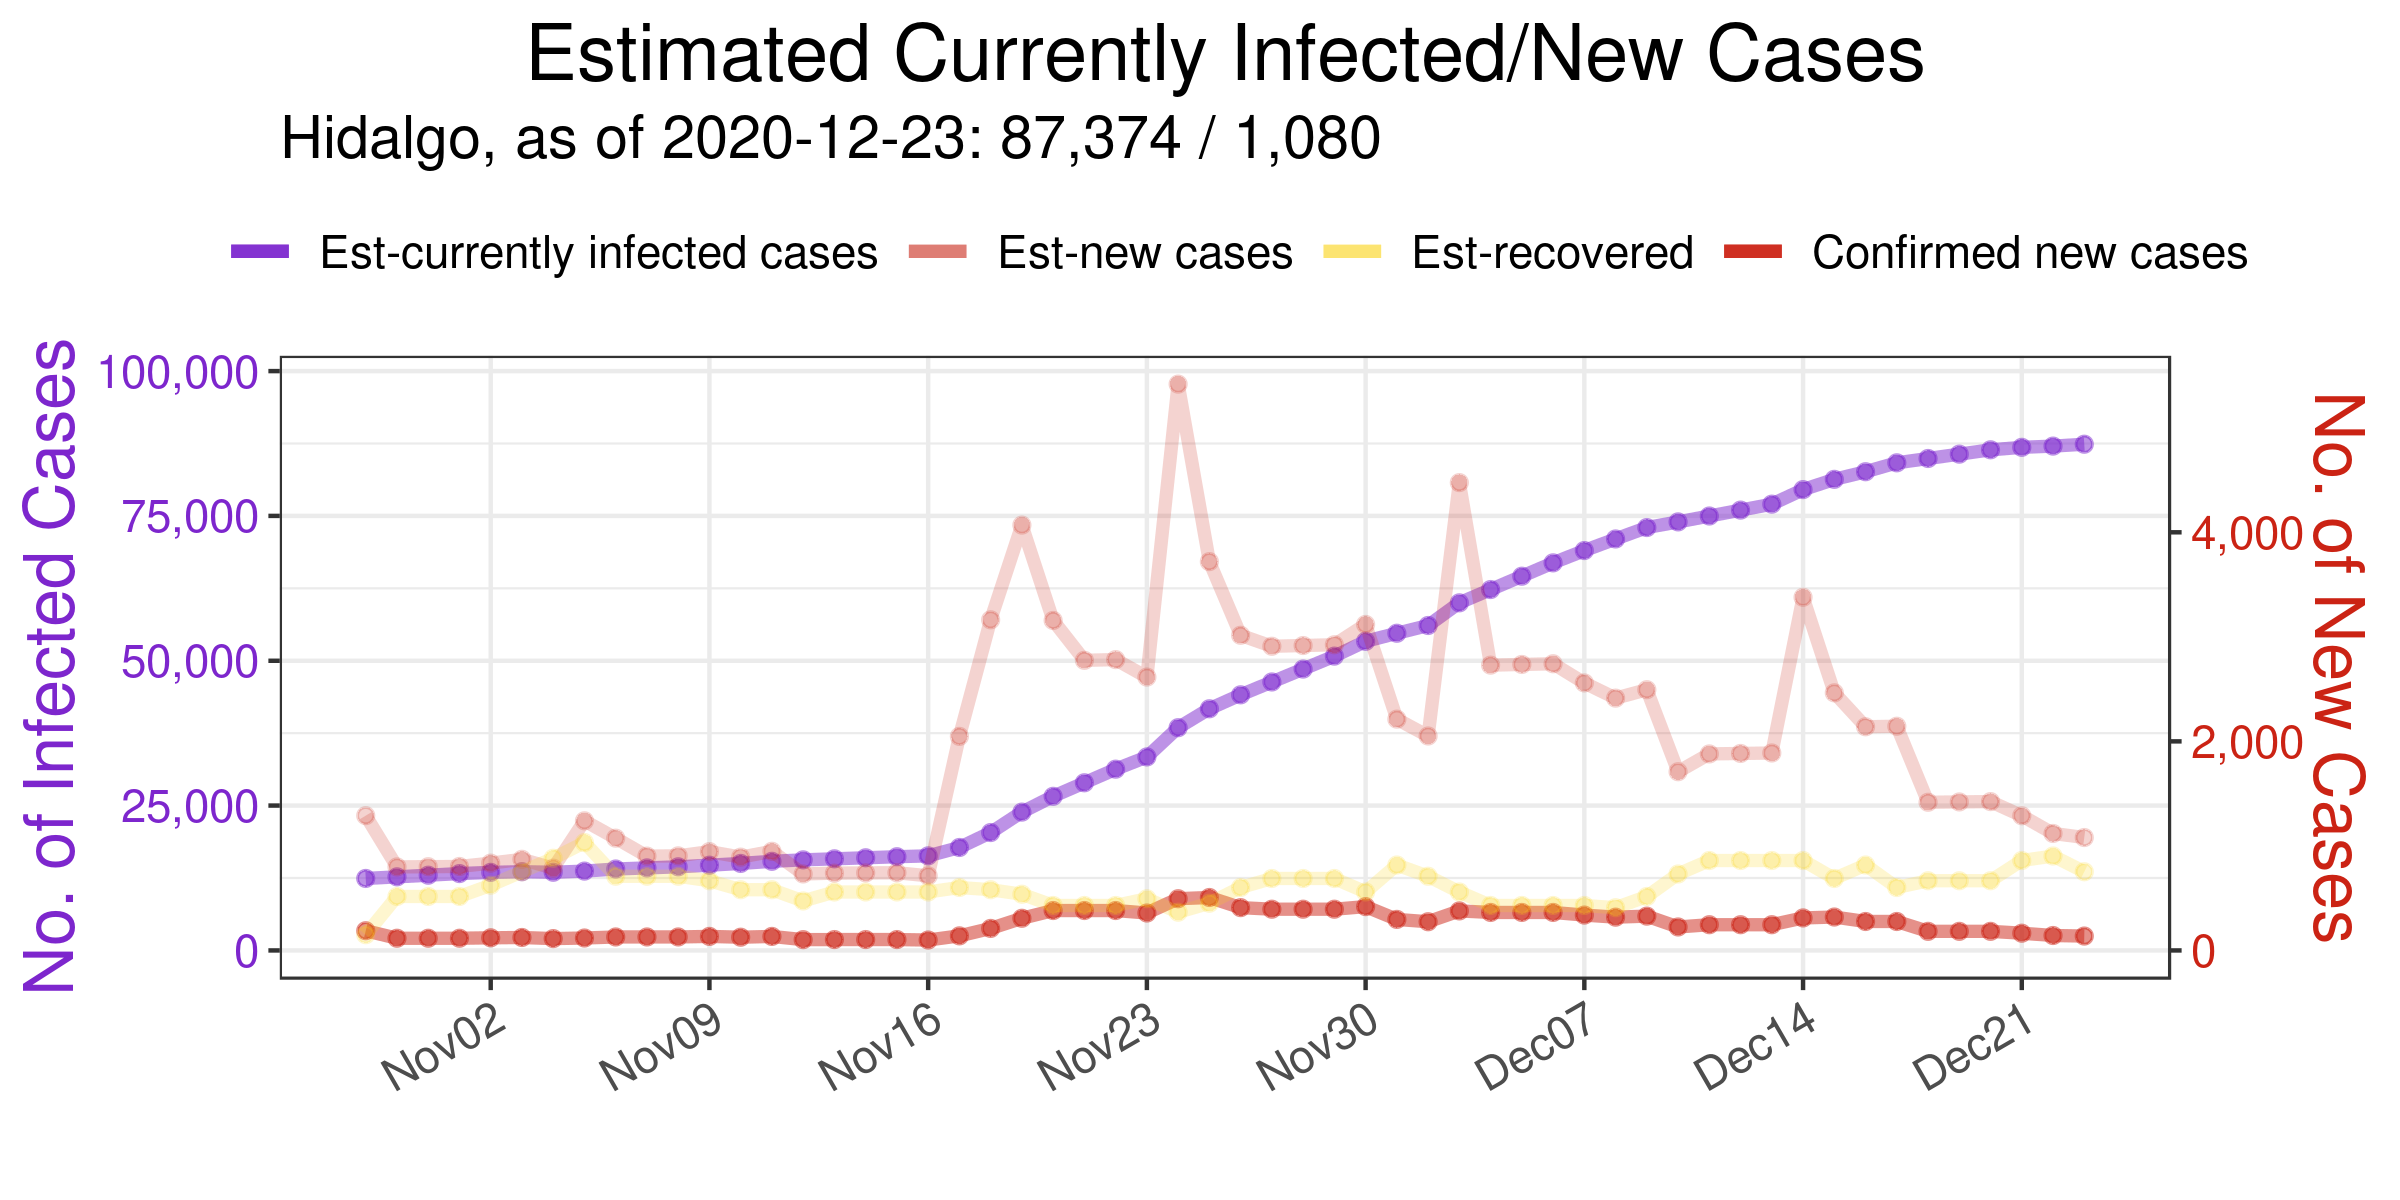 Estimated Currently Infected/New Cases
Hidalgo, as of 2020-12-23: 87,374 / 1,080
Est-currently infected cases Est-new cases Est-recovered Confirmed new cases
No. of Infected Cases
100,000
75,000
50,000
25,000
0
4,000
2,000
0
No. of New Cases
Nov02 Nov09 Nov16 Nov23 Nov30 Dec07 Dec14 Dec21